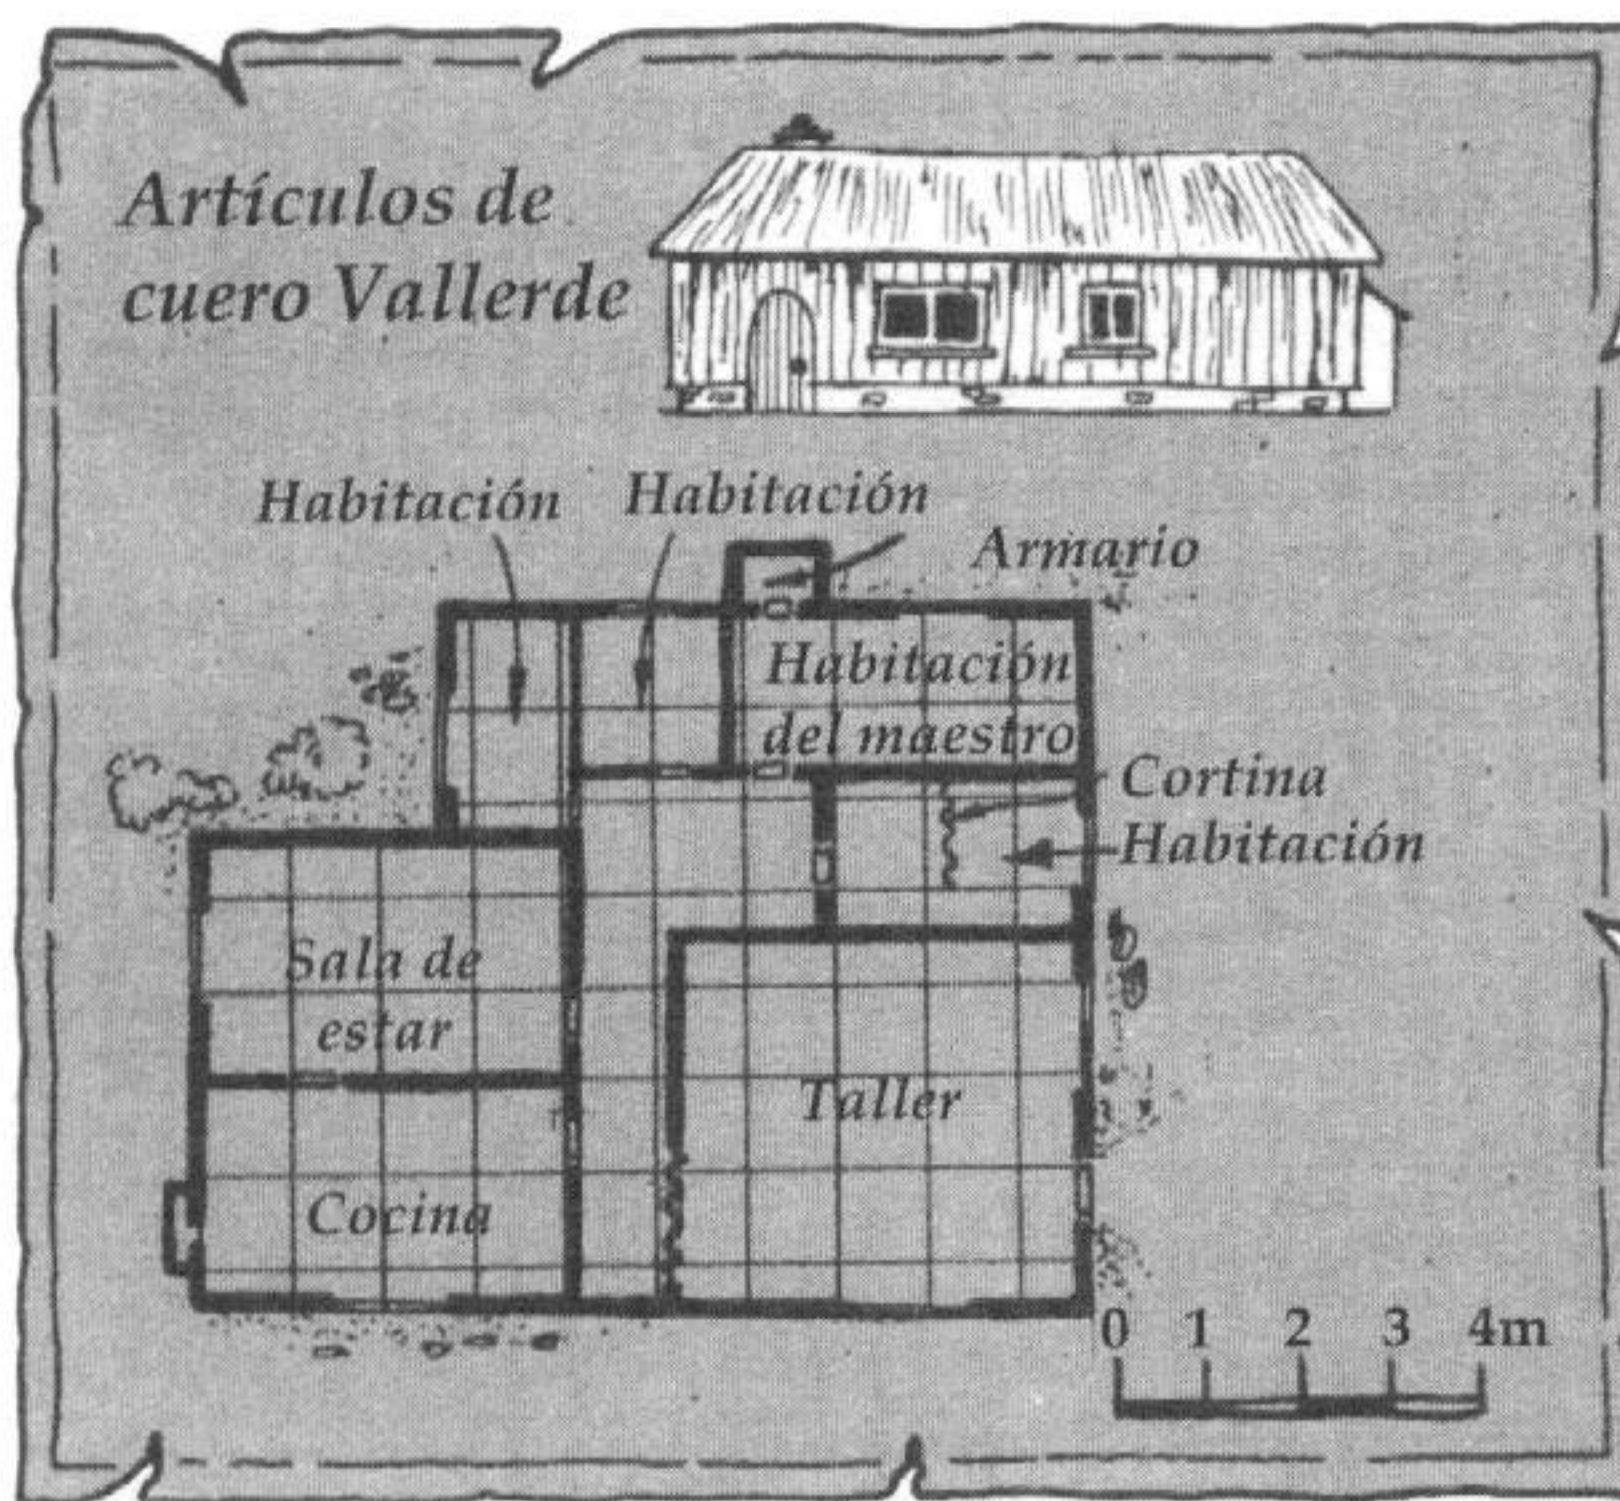 Artículos de
cuero Vallerde
Habitación
Habitación
Armario
Habitación
del maestro
Cortina
Habitación
Sala de
estar
Taller
Cocina
0 1 2 3 4m